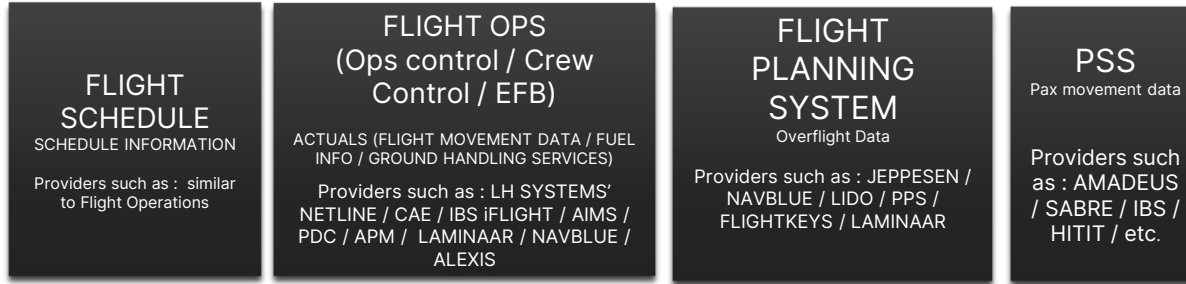 FLIGHT
SCHEDULE
SCHEDULE INFORMATION
Providers such as : similar
to Flight Operations
FLIGHT OPS
(Ops control / Crew
Control / EFB)
ACTUALS (FLIGHT MOVEMENT DATA / FUEL
INFO / GROUND HANDLING SERVICES)
Providers such as : LH SYSTEMS’
NETLINE / CAE / IBS iFLIGHT / AIMS /
PDC / APM / LAMINAAR / NAVBLUE /
ALEXIS
FLIGHT
PLANNING
SYSTEM
Overflight Data
Providers such as : JEPPESEN /
NAVBLUE / LIDO / PPS /
FLIGHTKEYS / LAMINAAR
PSS
Pax movement data
Providers such
as : AMADEUS
/ SABRE / IBS /
HITIT / etc.